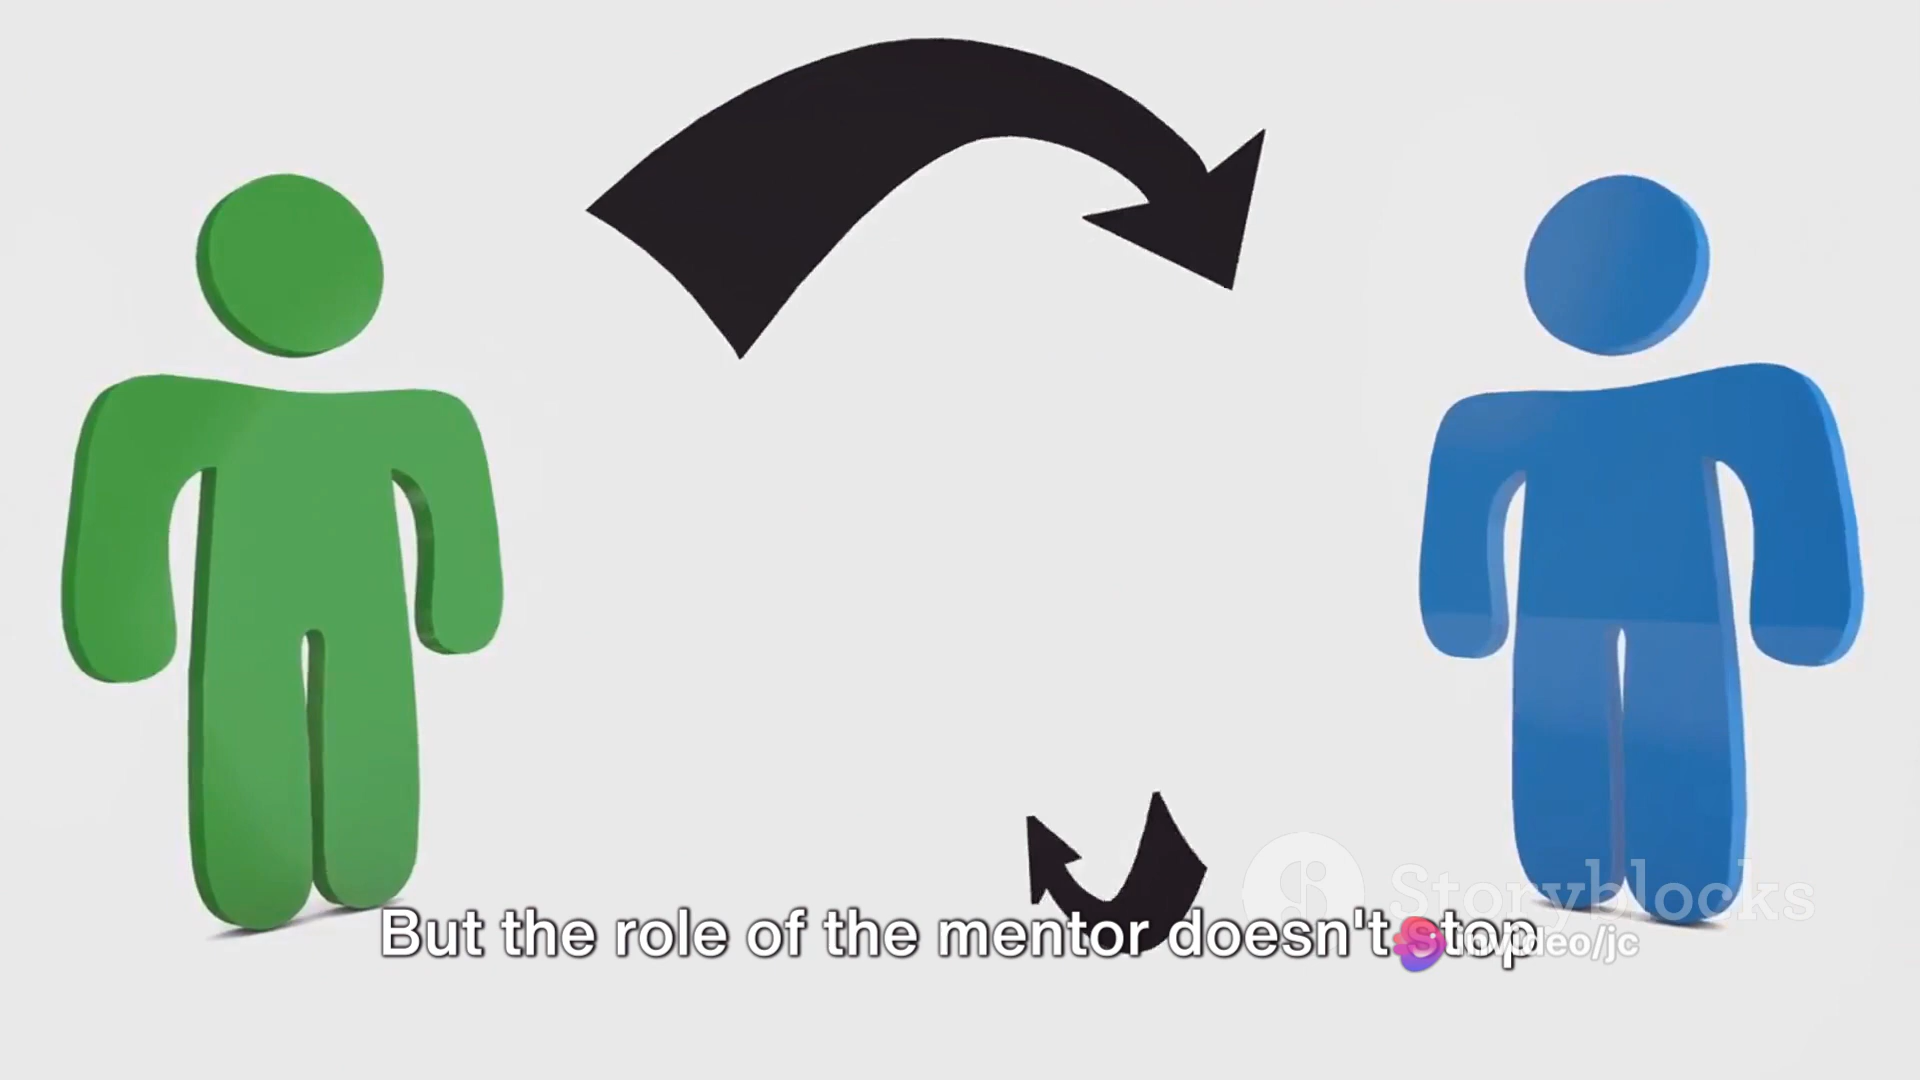 Storyblocks
But the role of the mentor doesn't stop
invideo/jc